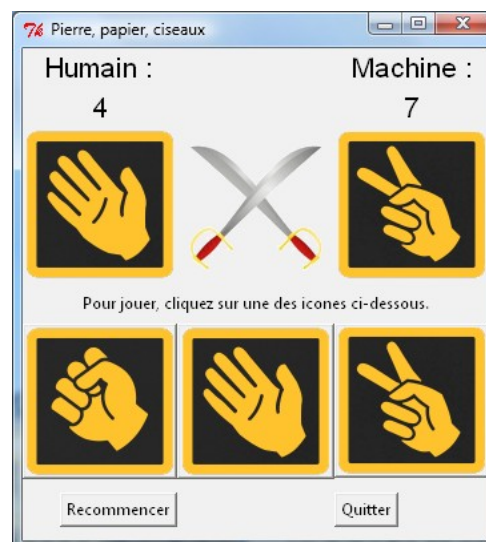 Pierre, papier, ciseaux
Humain : Machine :
4 7
Pour jouer, cliquez sur une des icones ci-dessous.
Recommencer Quitter